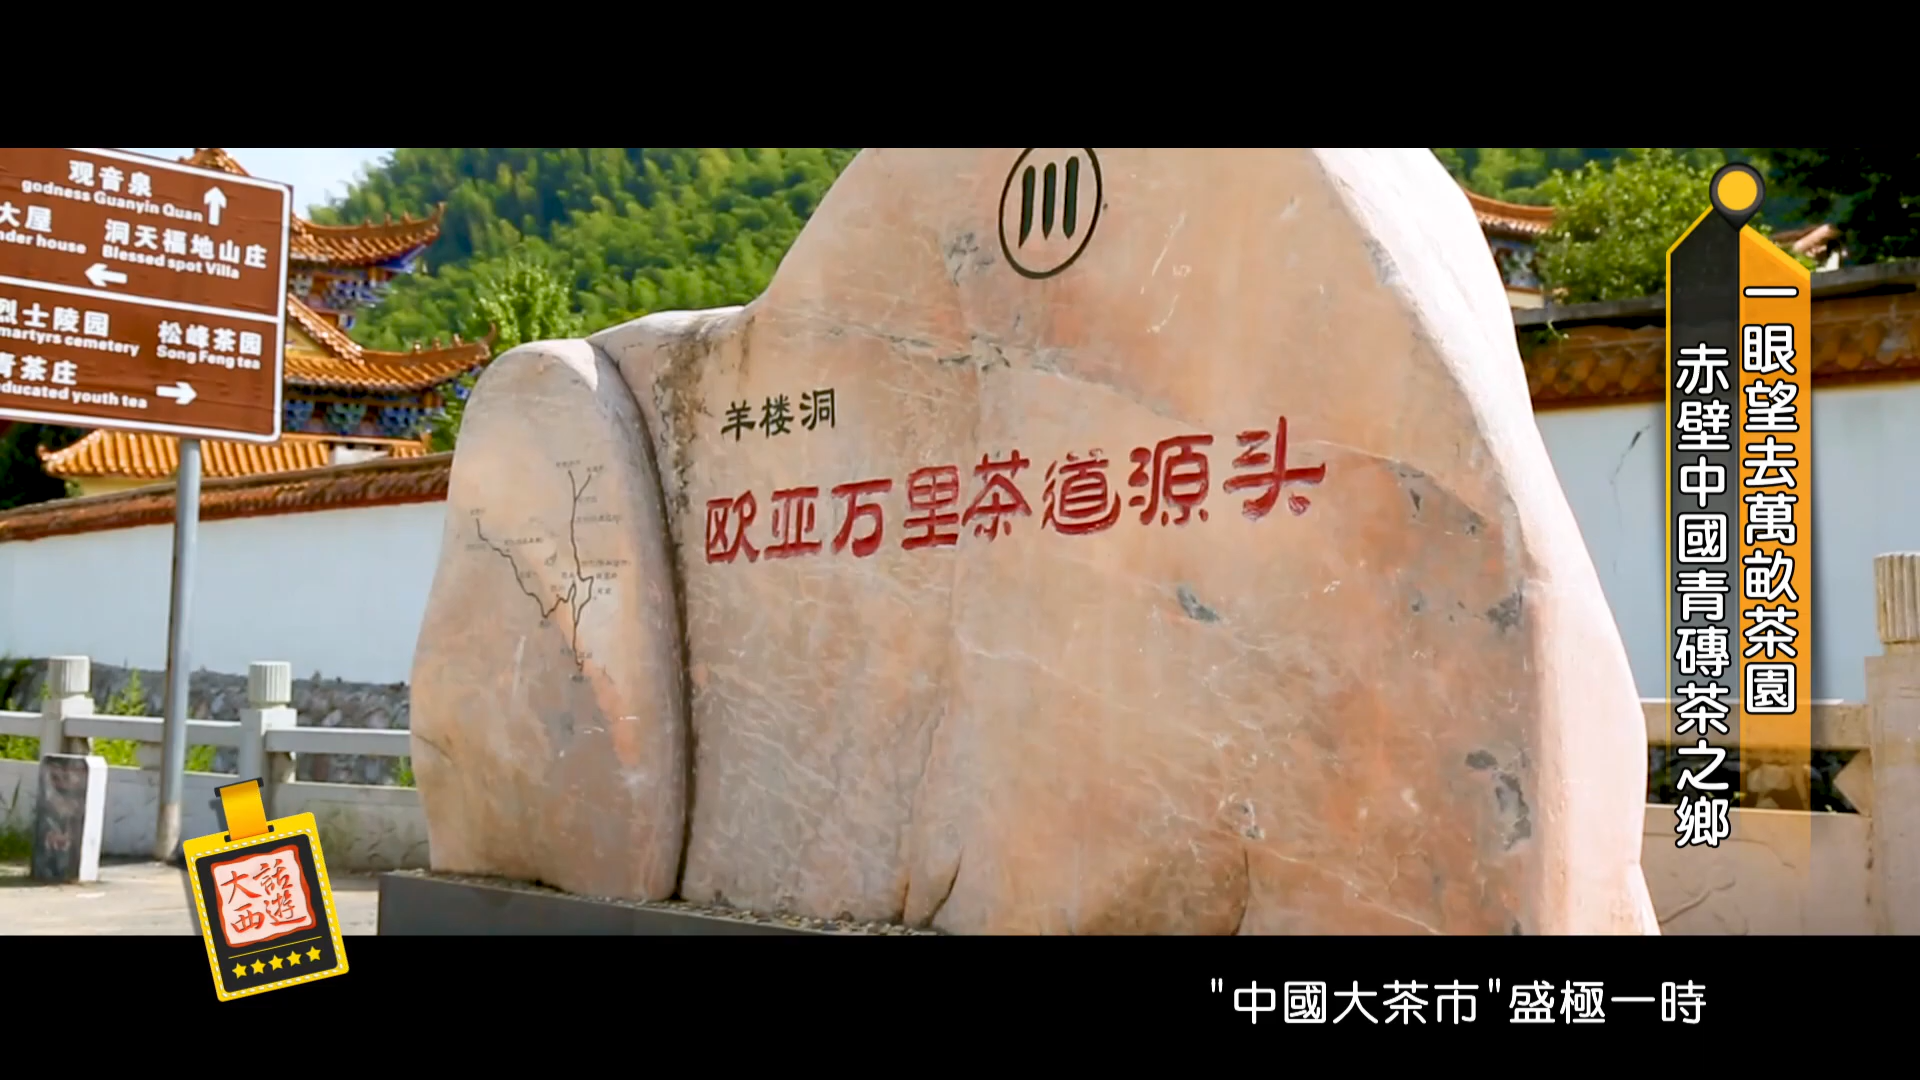 观音泉
godness Guanyin Quan
大屋
nder house
洞天福地山庄
Blessed spot Villa
烈士陵园
martyrs cemetery
松峰茶园
Song Feng tea
青茶庄
ducated youth tea
川
羊楼洞
欧亚万里茶道源头
一眼望去萬畝茶園
赤壁中國青磚茶之鄉
大話
西遊
"中國大茶市"盛極一時